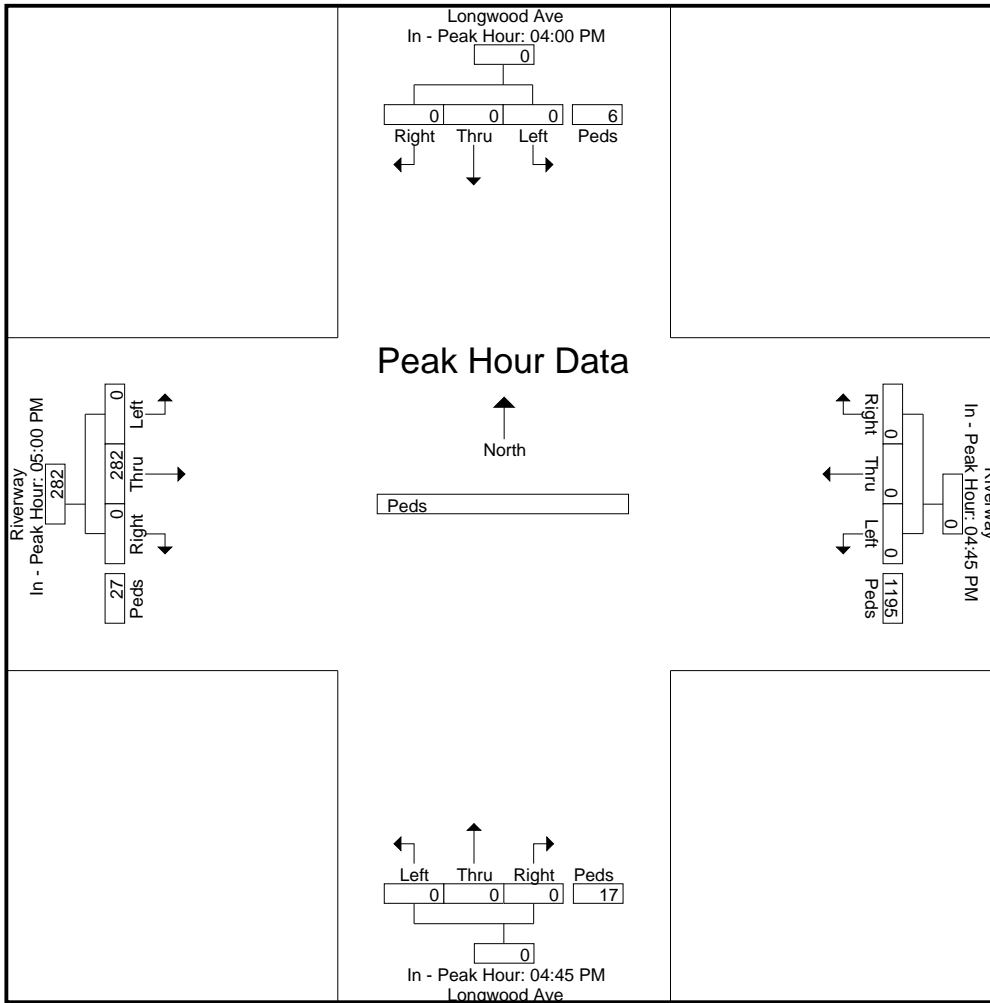 Longwood Ave
In - Peak Hour: 04:00 PM
0
0 0 0 6
Right Thru Left Peds
Peak Hour Data
North
Peds
Riverway
In - Peak Hour: 05:00 PM
282
0 282 0 27
Left Thru Right Peds
Right Thru Left Peds
0 0 0 1195
0
In - Peak Hour: 04:45 PM
Riverway
Left Thru Right Peds
0 0 0 17
0
In - Peak Hour: 04:45 PM
Longwood Ave